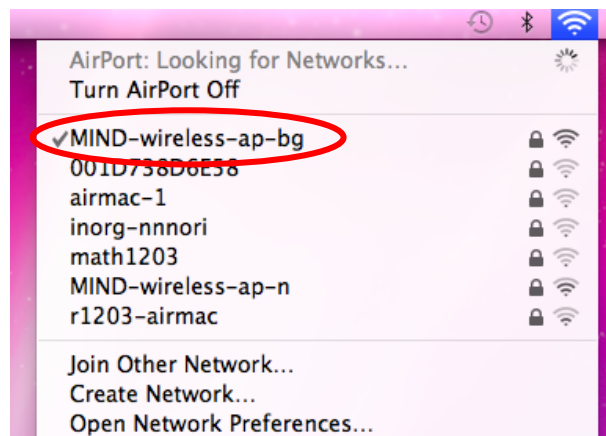 AirPort: Looking for Networks...
Turn AirPort Off
✓MIND-wireless-ap-bg
001D738D6E58
airmac-1
inorg-nnnori
math1203
MIND-wireless-ap-n
r1203-airmac
Join Other Network...
Create Network...
Open Network Preferences...